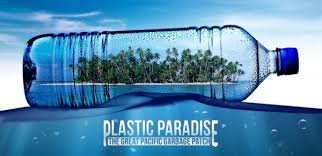 PLASTIC PARADISE
THE GREAT PACIFIC GARBAGE PATCH